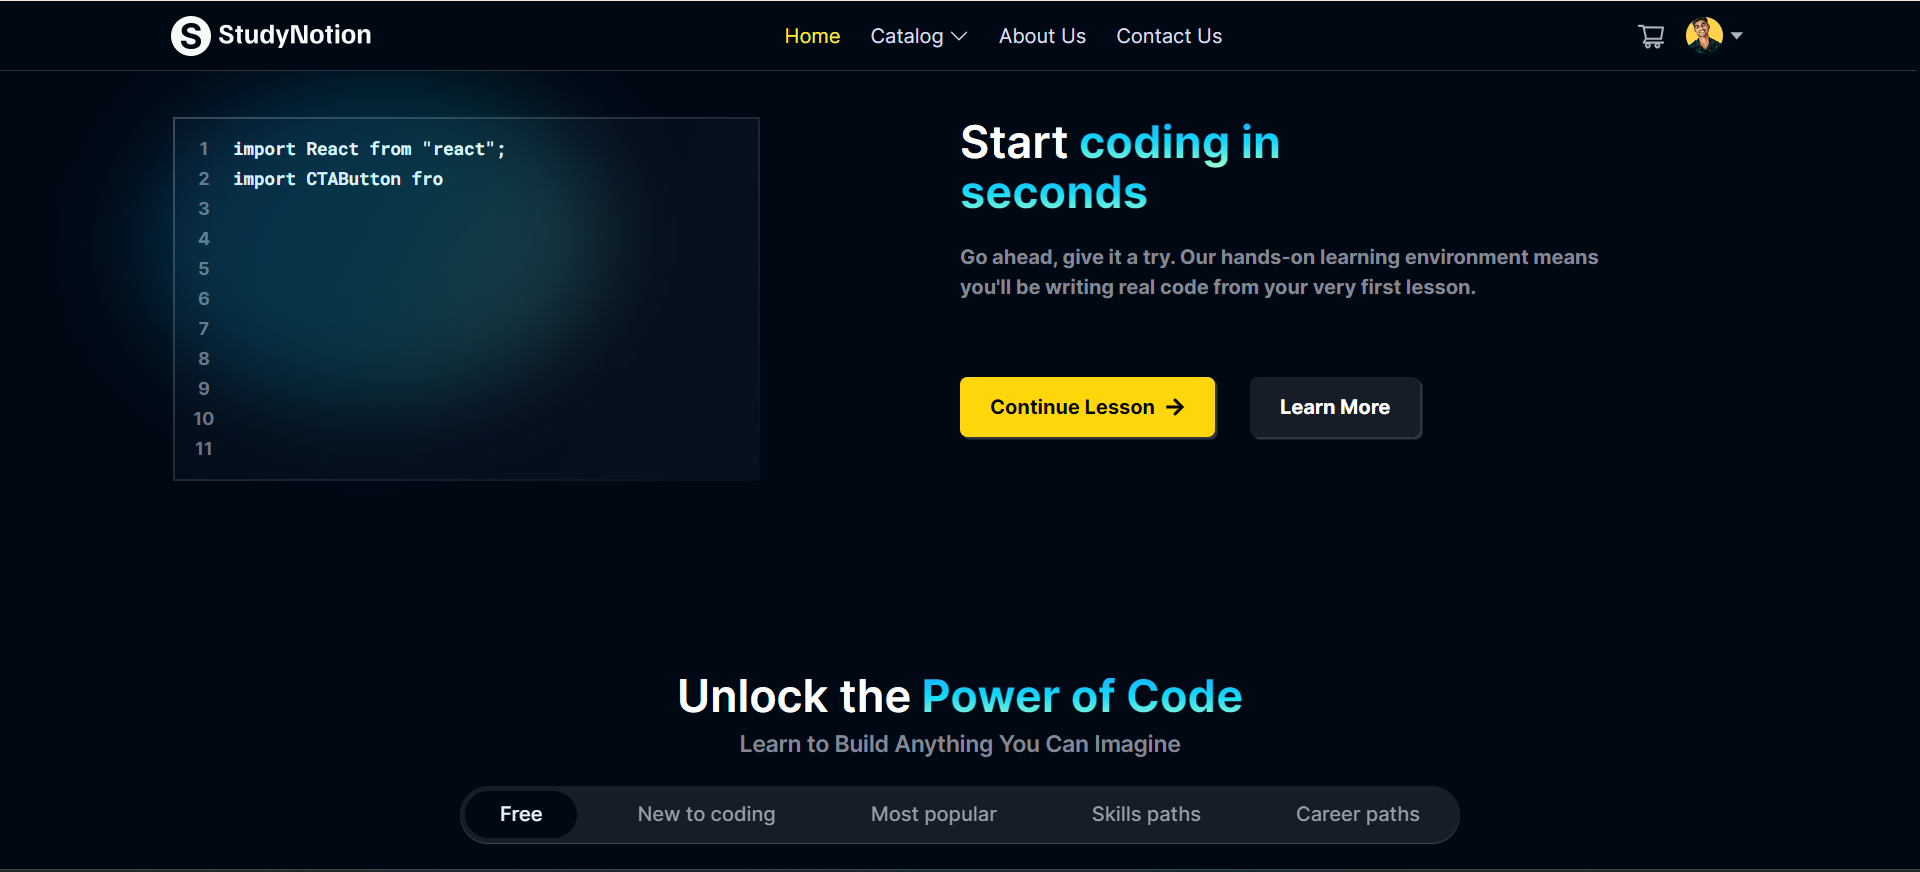 S StudyNotion
Home Catalog About Us Contact Us
1 import React from "react";
2 import CTAButton fro
3
4
5
6
7
8
9
10
11
Start coding in
seconds
Go ahead, give it a try. Our hands-on learning environment means
you'll be writing real code from your very first lesson.
Continue Lesson
Learn More
Unlock the Power of Code
Learn to Build Anything You Can Imagine
Free New to coding Most popular Skills paths Career paths